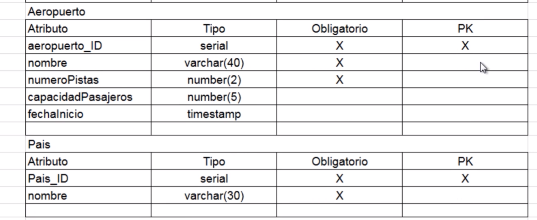 Aeropuerto
Atributo Tipo Obligatorio PK
aeropuerto_ID serial X X
nombre varchar(40) X
numeroPistas number(2) X
capacidadPasajeros number(5)
fechaInicio timestamp
Pais
Atributo Tipo Obligatorio PK
Pais_ID serial X X
nombre varchar(30) X